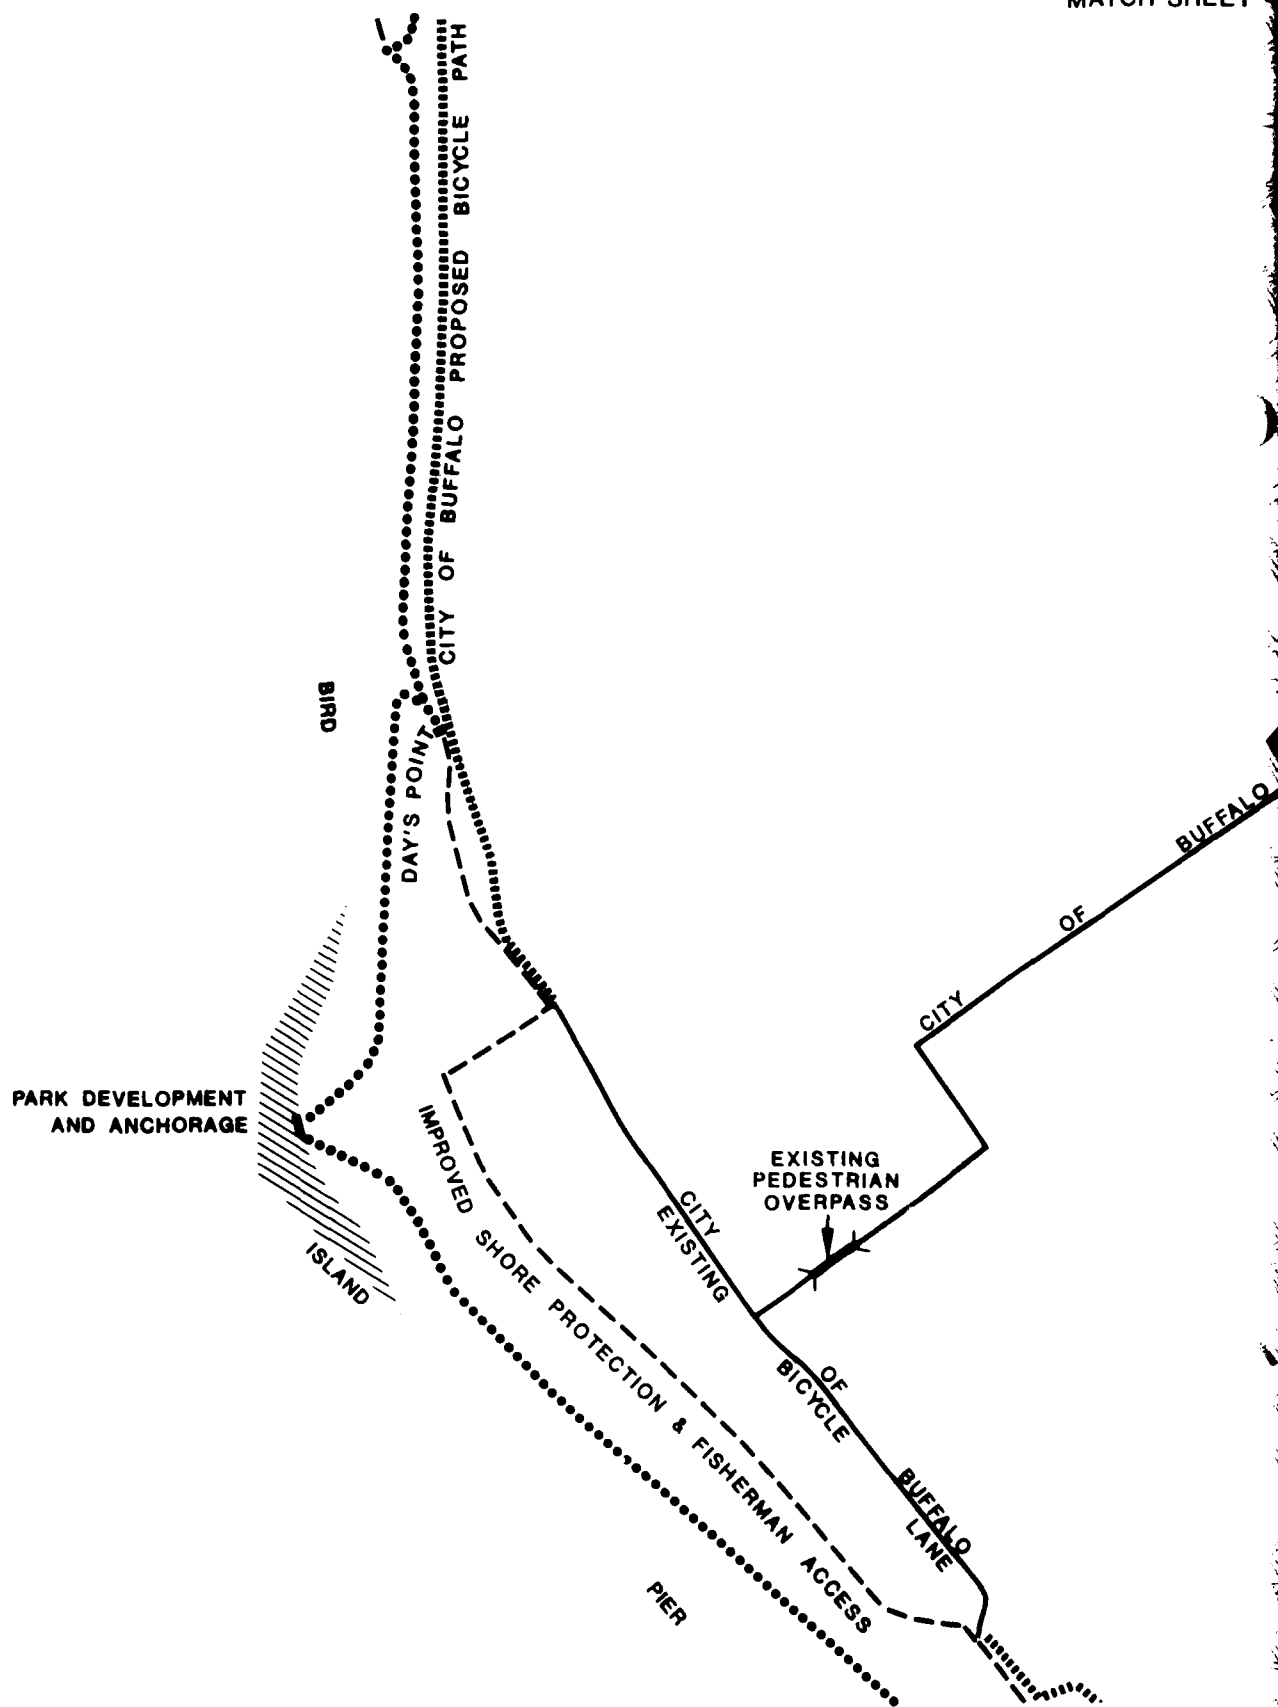 MATCH SHEET
CITY OF BUFFALO PROPOSED BICYCLE PATH
BIRD
DAY'S POINT
CITY OF BUFFALO
PARK DEVELOPMENT
AND ANCHORAGE
ISLAND
IMPROVED SHORE PROTECTION & FISHERMAN ACCESS
EXISTING
PEDESTRIAN
OVERPASS
CITY OF BUFFALO
EXISTING BICYCLE LANE
PIER